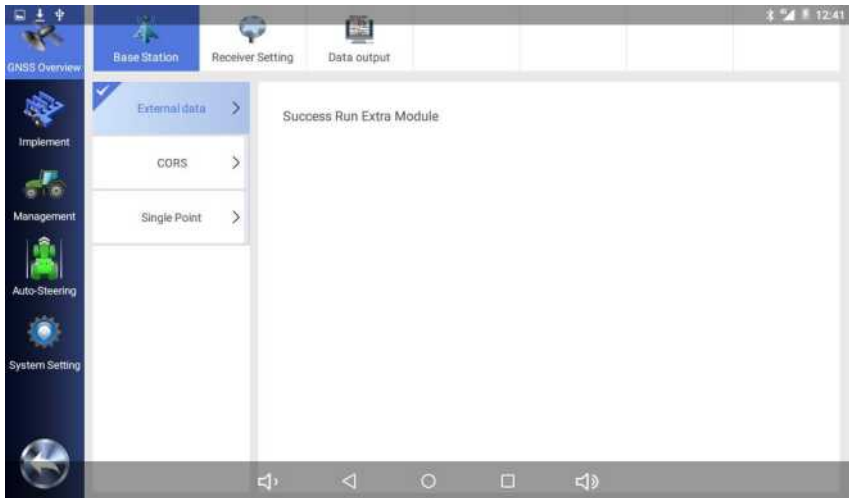 12:41
GNSS Overview
Base Station
Receiver Setting
Data output
Implement
Management
Auto-Steering
System Setting
External data
CORS
Single Point
Success Run Extra Module